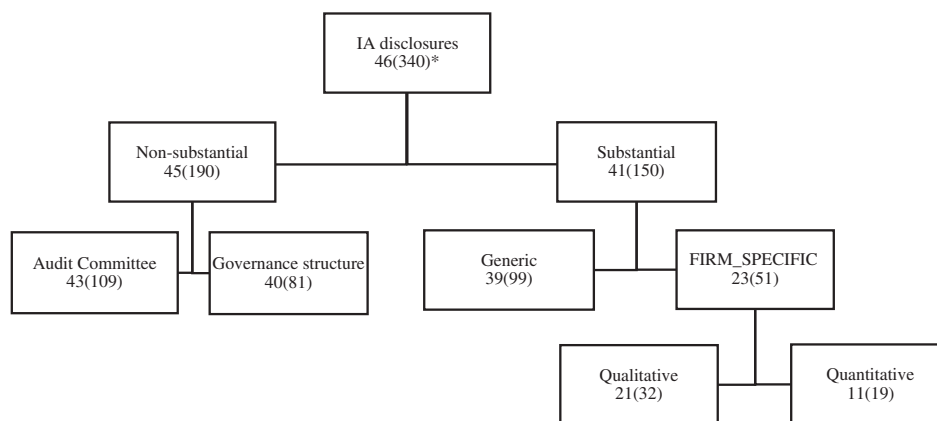 IA disclosures
46(340)*
Non-substantial
45(190)
Substantial
41(150)
Audit Committee
43(109)
Governance structure
40(81)
Generic
39(99)
FIRM_SPECIFIC
23(51)
Qualitative
21(32)
Quantitative
11(19)